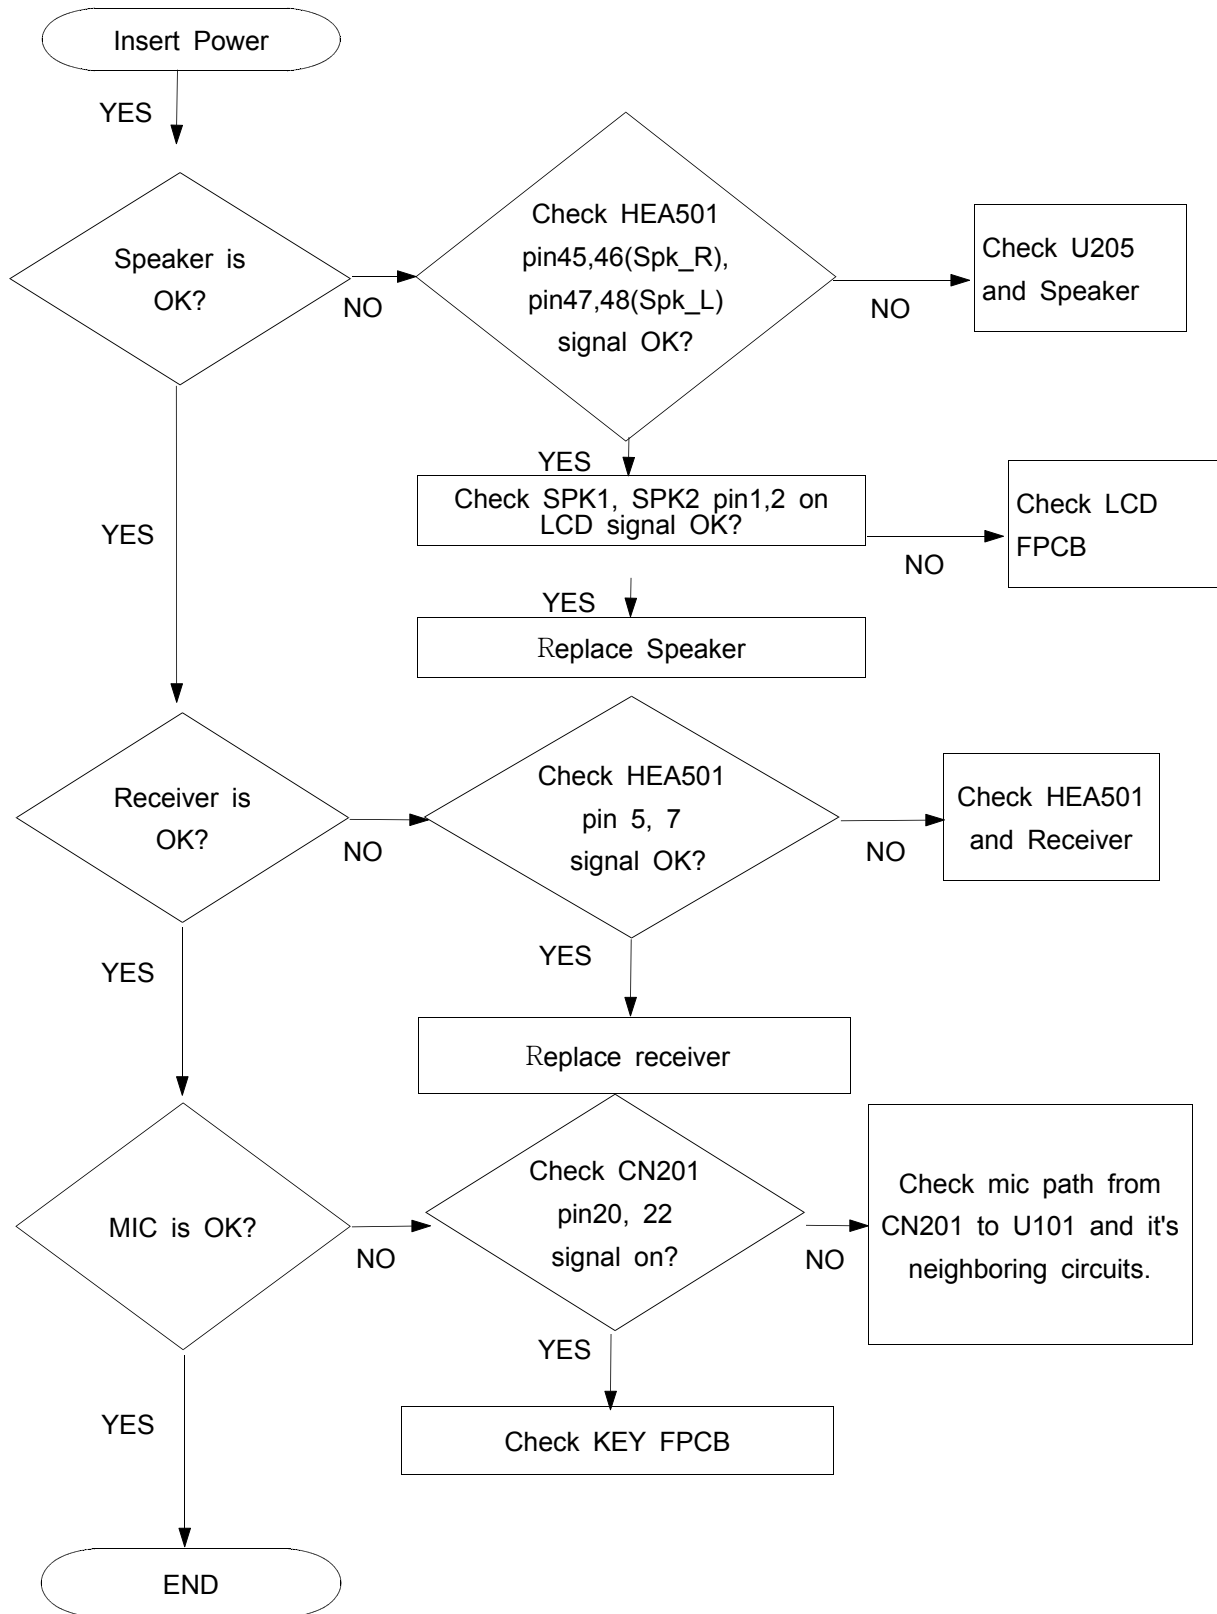 Insert Power
YES
Speaker is
OK?
NO
Check HEA501
pin45,46(Spk_R),
pin47,48(Spk_L)
signal OK?
NO
Check U205
and Speaker
YES
Check SPK1, SPK2 pin1,2 on
LCD signal OK?
NO
Check LCD
FPCB
YES
Replace Speaker
YES
Receiver is
OK?
NO
Check HEA501
pin 5, 7
signal OK?
NO
Check HEA501
and Receiver
YES
Replace receiver
YES
MIC is OK?
NO
Check CN201
pin20, 22
signal on?
NO
Check mic path from
CN201 to U101 and it's
neighboring circuits.
YES
Check KEY FPCB
YES
END